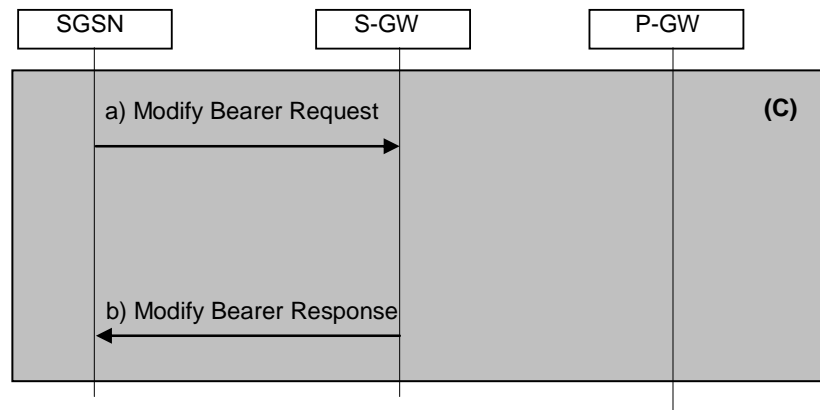 SGSN
S-GW
P-GW
a) Modify Bearer Request
(C)
b) Modify Bearer Response